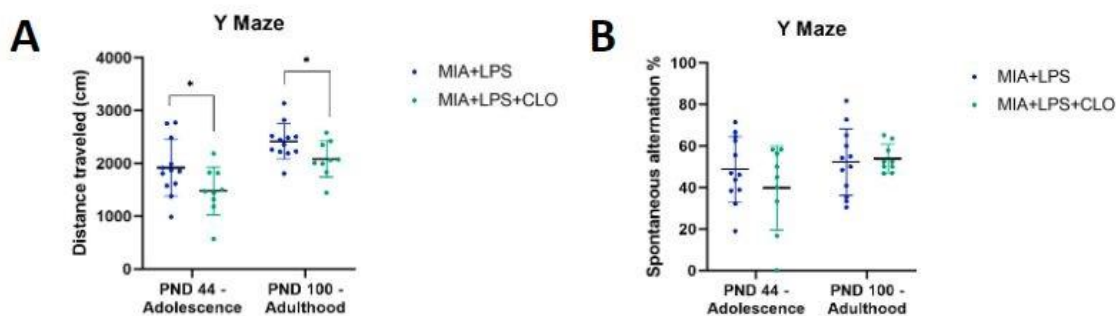 A
Y Maze
Distance traveled (cm)
4000
3000
2000
1000
0
*
*
PND 44 -
Adolescence
PND 100 -
Adulthood
MIA+LPS
MIA+LPS+CLO
B
Y Maze
Spontaneous alternation %
100
80
60
40
20
0
PND 44 -
Adolescence
PND 100 -
Adulthood
MIA+LPS
MIA+LPS+CLO